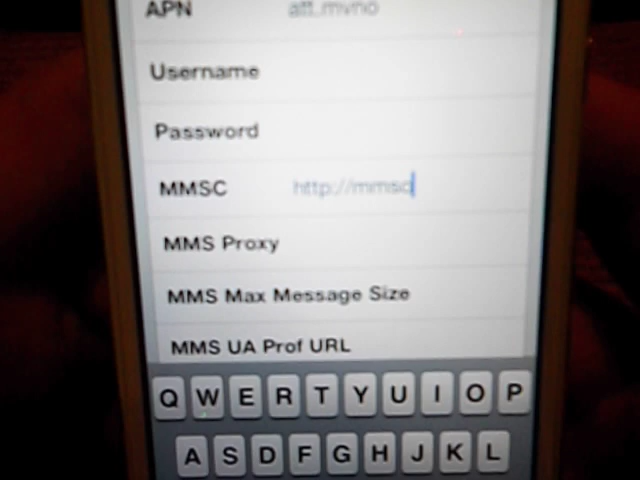 APN att.mvno
Username
Password
MMSC http://mmsc
MMS Proxy
MMS Max Message Size
MMS UA Prof URL
Q W E R T Y U I O P
A S D F G H J K L